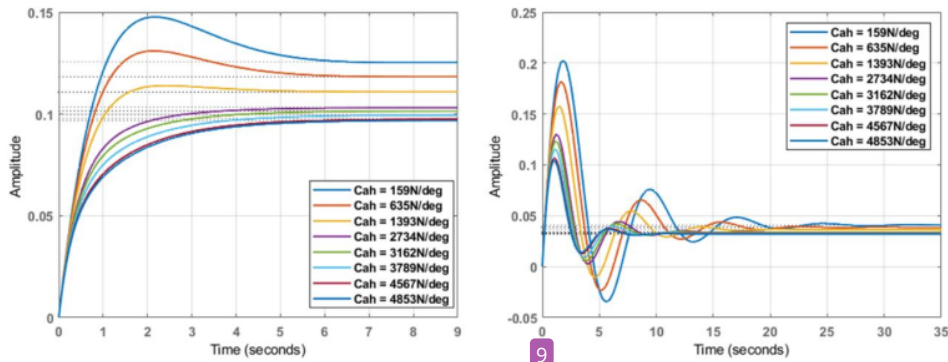 0.15
0.1
0.05
0
Amplitude
0 1 2 3 4 5 6 7 8 9
Time (seconds)
Cah = 159N/deg
Cah = 635N/deg
Cah = 1393N/deg
Cah = 2734N/deg
Cah = 3162N/deg
Cah = 3789N/deg
Cah = 4567N/deg
Cah = 4853N/deg
0.25
0.20
0.15
0.10
0.05
0
-0.05
Amplitude
0 5 10 15 20 25 30 35
Time (seconds)
Cah = 159N/deg
Cah = 635N/deg
Cah = 1393N/deg
Cah = 2734N/deg
Cah = 3162N/deg
Cah = 3789N/deg
Cah = 4567N/deg
Cah = 4853N/deg
9